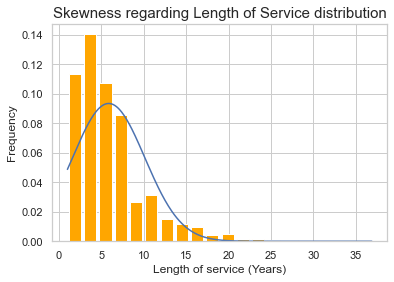 Skewness regarding Length of Service distribution
Frequency
0.14
0.12
0.10
0.08
0.06
0.04
0.02
0.00
0 5 10 15 20 25 30 35
Length of service (Years)